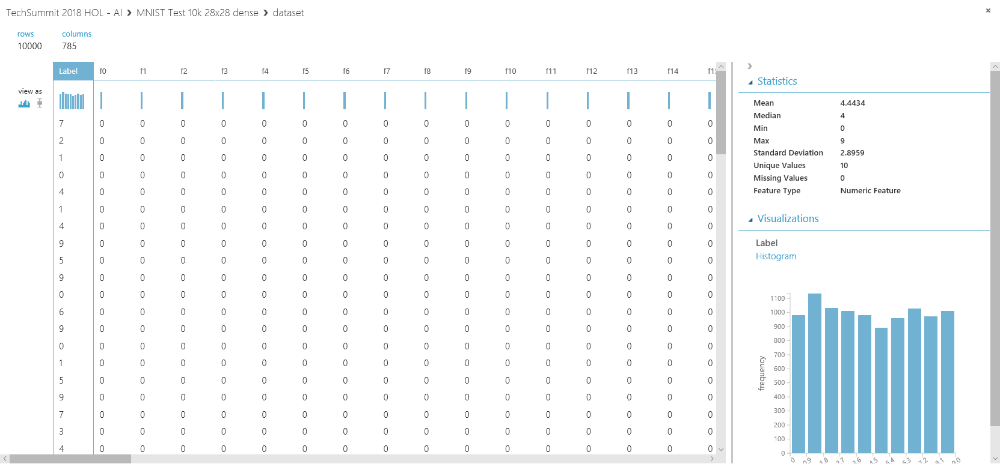 TechSummit 2018 HOL - AI › MNIST Test 10k 28x28 dense › dataset
rows columns
10000 785
Label f0 f1 f2 f3 f4 f5 f6 f7 f8 f9 f10 f11 f12 f13 f14
view as
7 0 0 0 0 0 0 0 0 0 0 0 0 0 0 0 0
2 0 0 0 0 0 0 0 0 0 0 0 0 0 0 0 0
1 0 0 0 0 0 0 0 0 0 0 0 0 0 0 0 0
0 0 0 0 0 0 0 0 0 0 0 0 0 0 0 0 0
4 0 0 0 0 0 0 0 0 0 0 0 0 0 0 0 0
1 0 0 0 0 0 0 0 0 0 0 0 0 0 0 0 0
4 0 0 0 0 0 0 0 0 0 0 0 0 0 0 0 0
9 0 0 0 0 0 0 0 0 0 0 0 0 0 0 0 0
5 0 0 0 0 0 0 0 0 0 0 0 0 0 0 0 0
9 0 0 0 0 0 0 0 0 0 0 0 0 0 0 0 0
0 0 0 0 0 0 0 0 0 0 0 0 0 0 0 0 0
6 0 0 0 0 0 0 0 0 0 0 0 0 0 0 0 0
9 0 0 0 0 0 0 0 0 0 0 0 0 0 0 0 0
0 0 0 0 0 0 0 0 0 0 0 0 0 0 0 0 0
1 0 0 0 0 0 0 0 0 0 0 0 0 0 0 0 0
5 0 0 0 0 0 0 0 0 0 0 0 0 0 0 0 0
9 0 0 0 0 0 0 0 0 0 0 0 0 0 0 0 0
7 0 0 0 0 0 0 0 0 0 0 0 0 0 0 0 0
3 0 0 0 0 0 0 0 0 0 0 0 0 0 0 0 0
4 0 0 0 0 0 0 0 0 0 0 0 0 0 0 0 0
Statistics
Mean 4.4434
Median 4
Min 0
Max 9
Standard Deviation 2.8959
Unique Values 10
Missing Values 0
Feature Type Numeric Feature
Visualizations
Label
Histogram
1100
1000
900
800
700
600
500
400
300
200
100
0
frequency
0 0.9